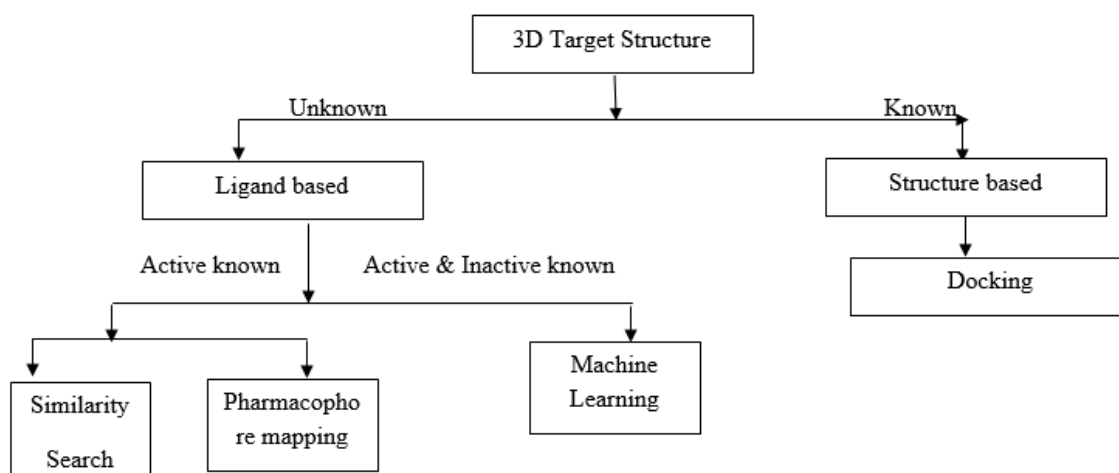 3D Target Structure
Unknown
Known
Ligand based
Structure based
Active known
Active & Inactive known
Docking
Similarity
Search
Pharmacopho
re mapping
Machine
Learning